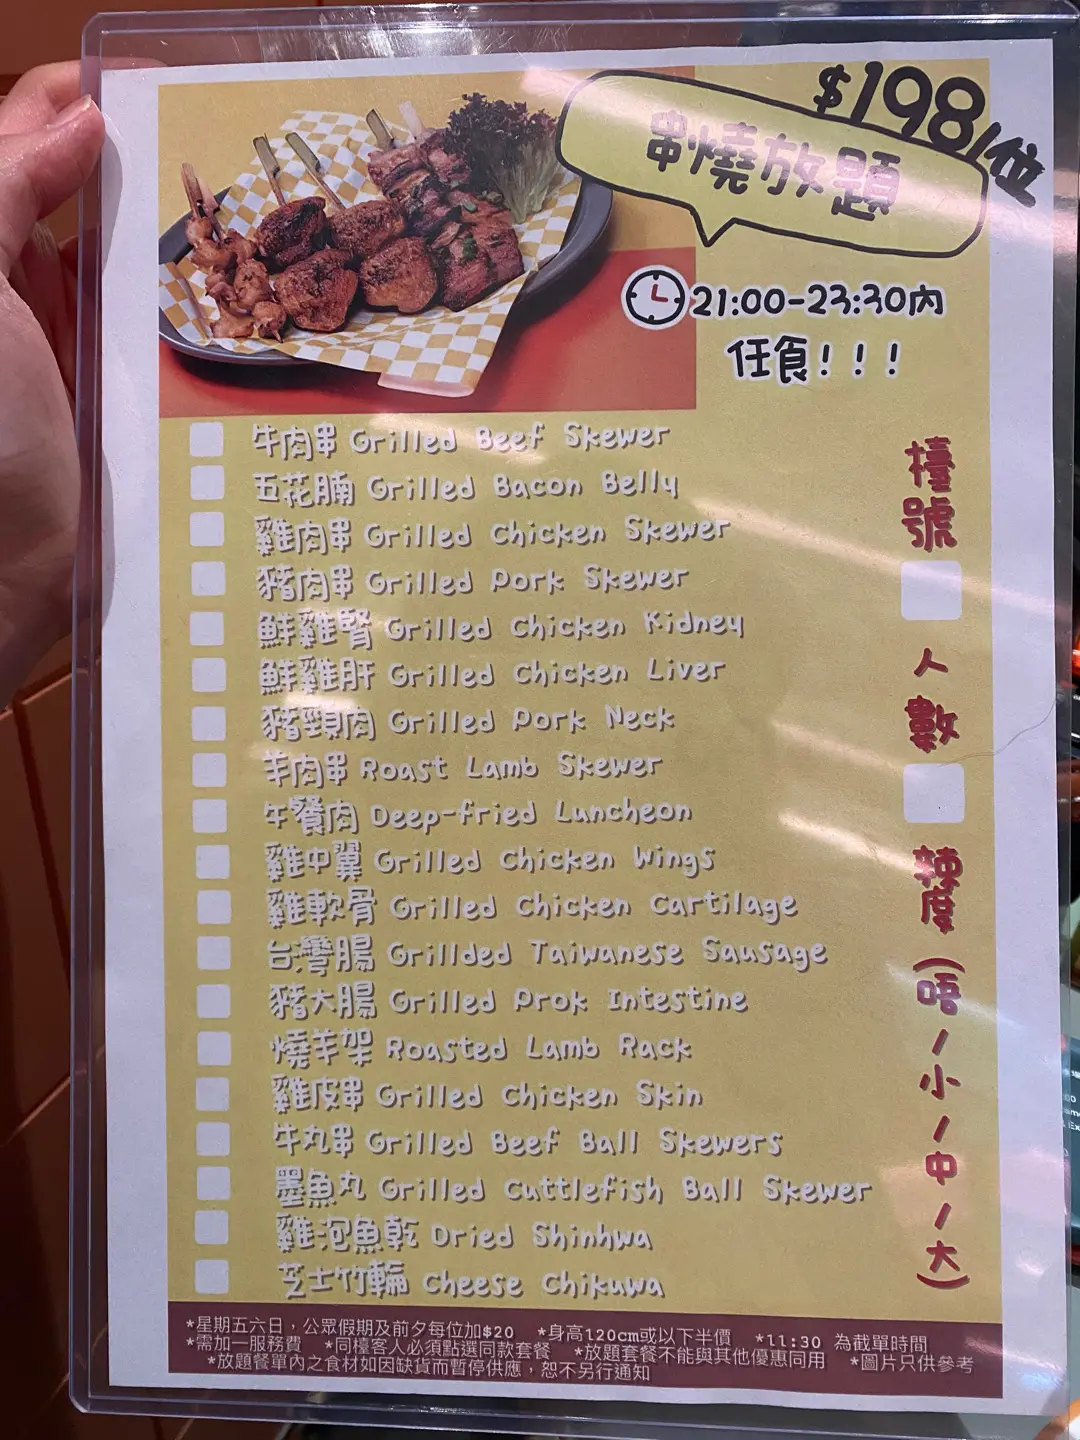 $198/位
串燒放題
21:00-23:30內
任食!!!
牛肉串 Grilled Beef Skewer
五花腩 Grilled Bacon Belly
雞肉串 Grilled Chicken Skewer
豬肉串 Grilled Pork Skewer
鮮雞腎 Grilled Chicken Kidney
鮮雞肝 Grilled Chicken Liver
豬頸肉 Grilled Pork Neck
羊肉串 Roast Lamb Skewer
午餐肉 Deep-fried Luncheon
雞中翼 Grilled Chicken Wings
雞軟骨 Grilled Chicken Cartilage
台灣腸 Grillded Taiwanese Sausage
豬大腸 Grilled Prok Intestine
燒羊架 Roasted Lamb Rack
雞皮串 Grilled Chicken Skin
牛丸串 Grilled Beef Ball Skewers
墨魚丸 Grilled Cuttlefish Ball Skewer
雞泡魚乾 Dried Shinhwa
芝士竹輪 Cheese Chikuwa
檯號
人數
辣度(唔/小/中/大)
*星期五六日，公眾假期及前夕每位加$20 *身高120cm或以下半價 *11:30 為截單時間
*需加一服務費 *同檯客人必須點選同款套餐 *放題套餐不能與其他優惠同用 *圖片只供參考
*放題餐單內之食材如因缺貨而暫停供應，恕不另行通知